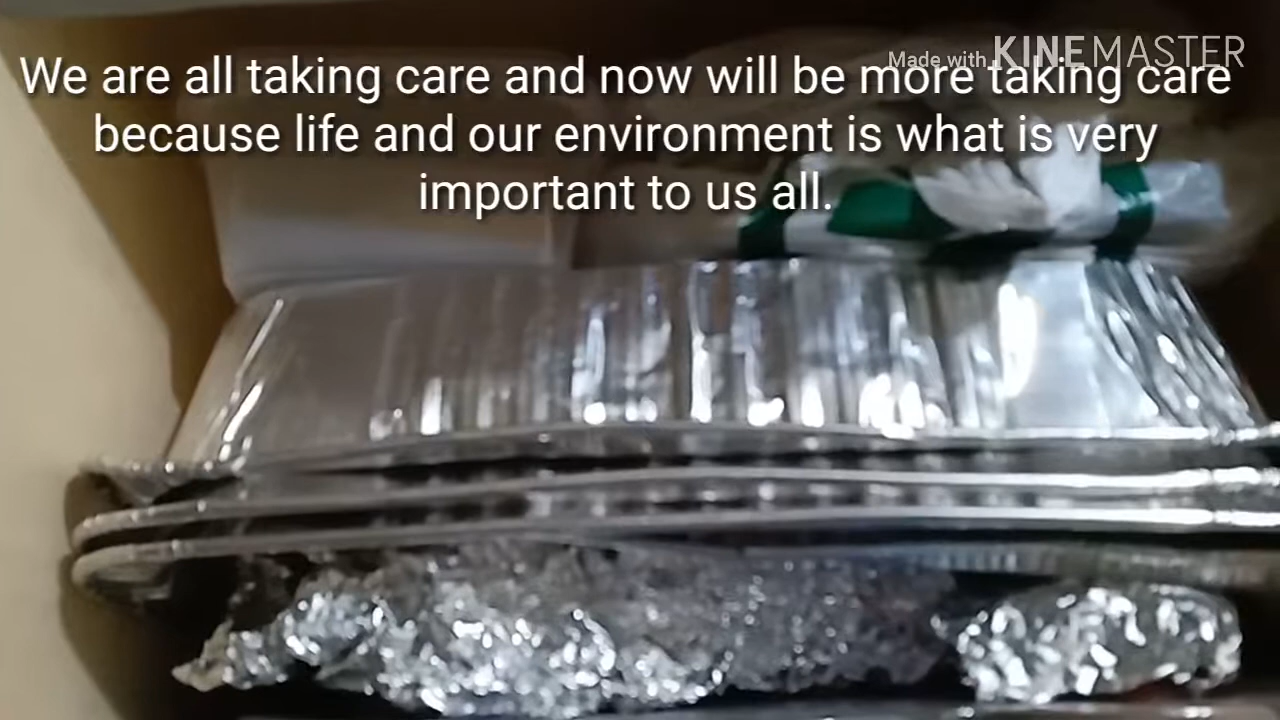 Made with KINEMASTER
We are all taking care and now will be more taking care
because life and our environment is what is very
important to us all.